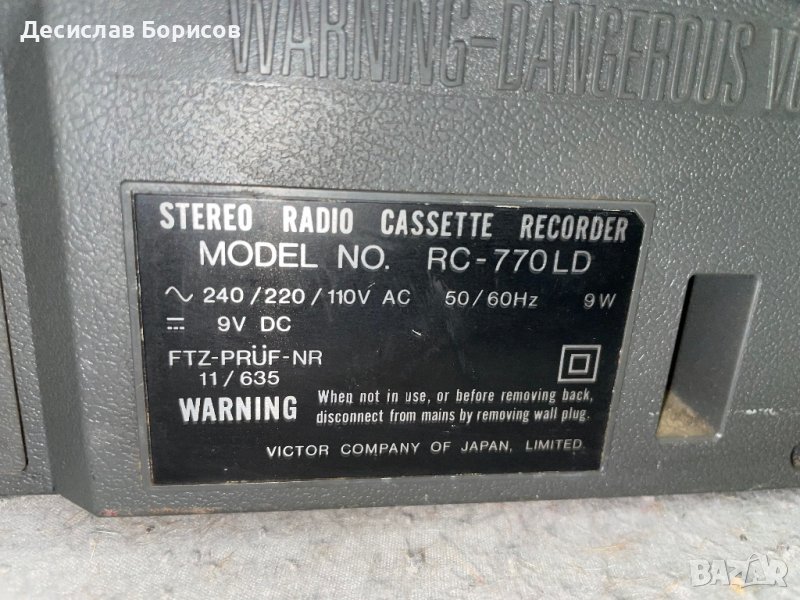 Десислав Борисов
WARNING-DANGEROUS
STEREO RADIO CASSETTE RECORDER
MODEL NO. RC-770LD
∼ 240/220/110V AC 50/60Hz 9W
⎓ 9V DC
FTZ-PRÜF-NR
11/635
WARNING When not in use, or before removing back,
disconnect from mains by removing wall plug.
VICTOR COMPANY OF JAPAN, LIMITED
BAZAR